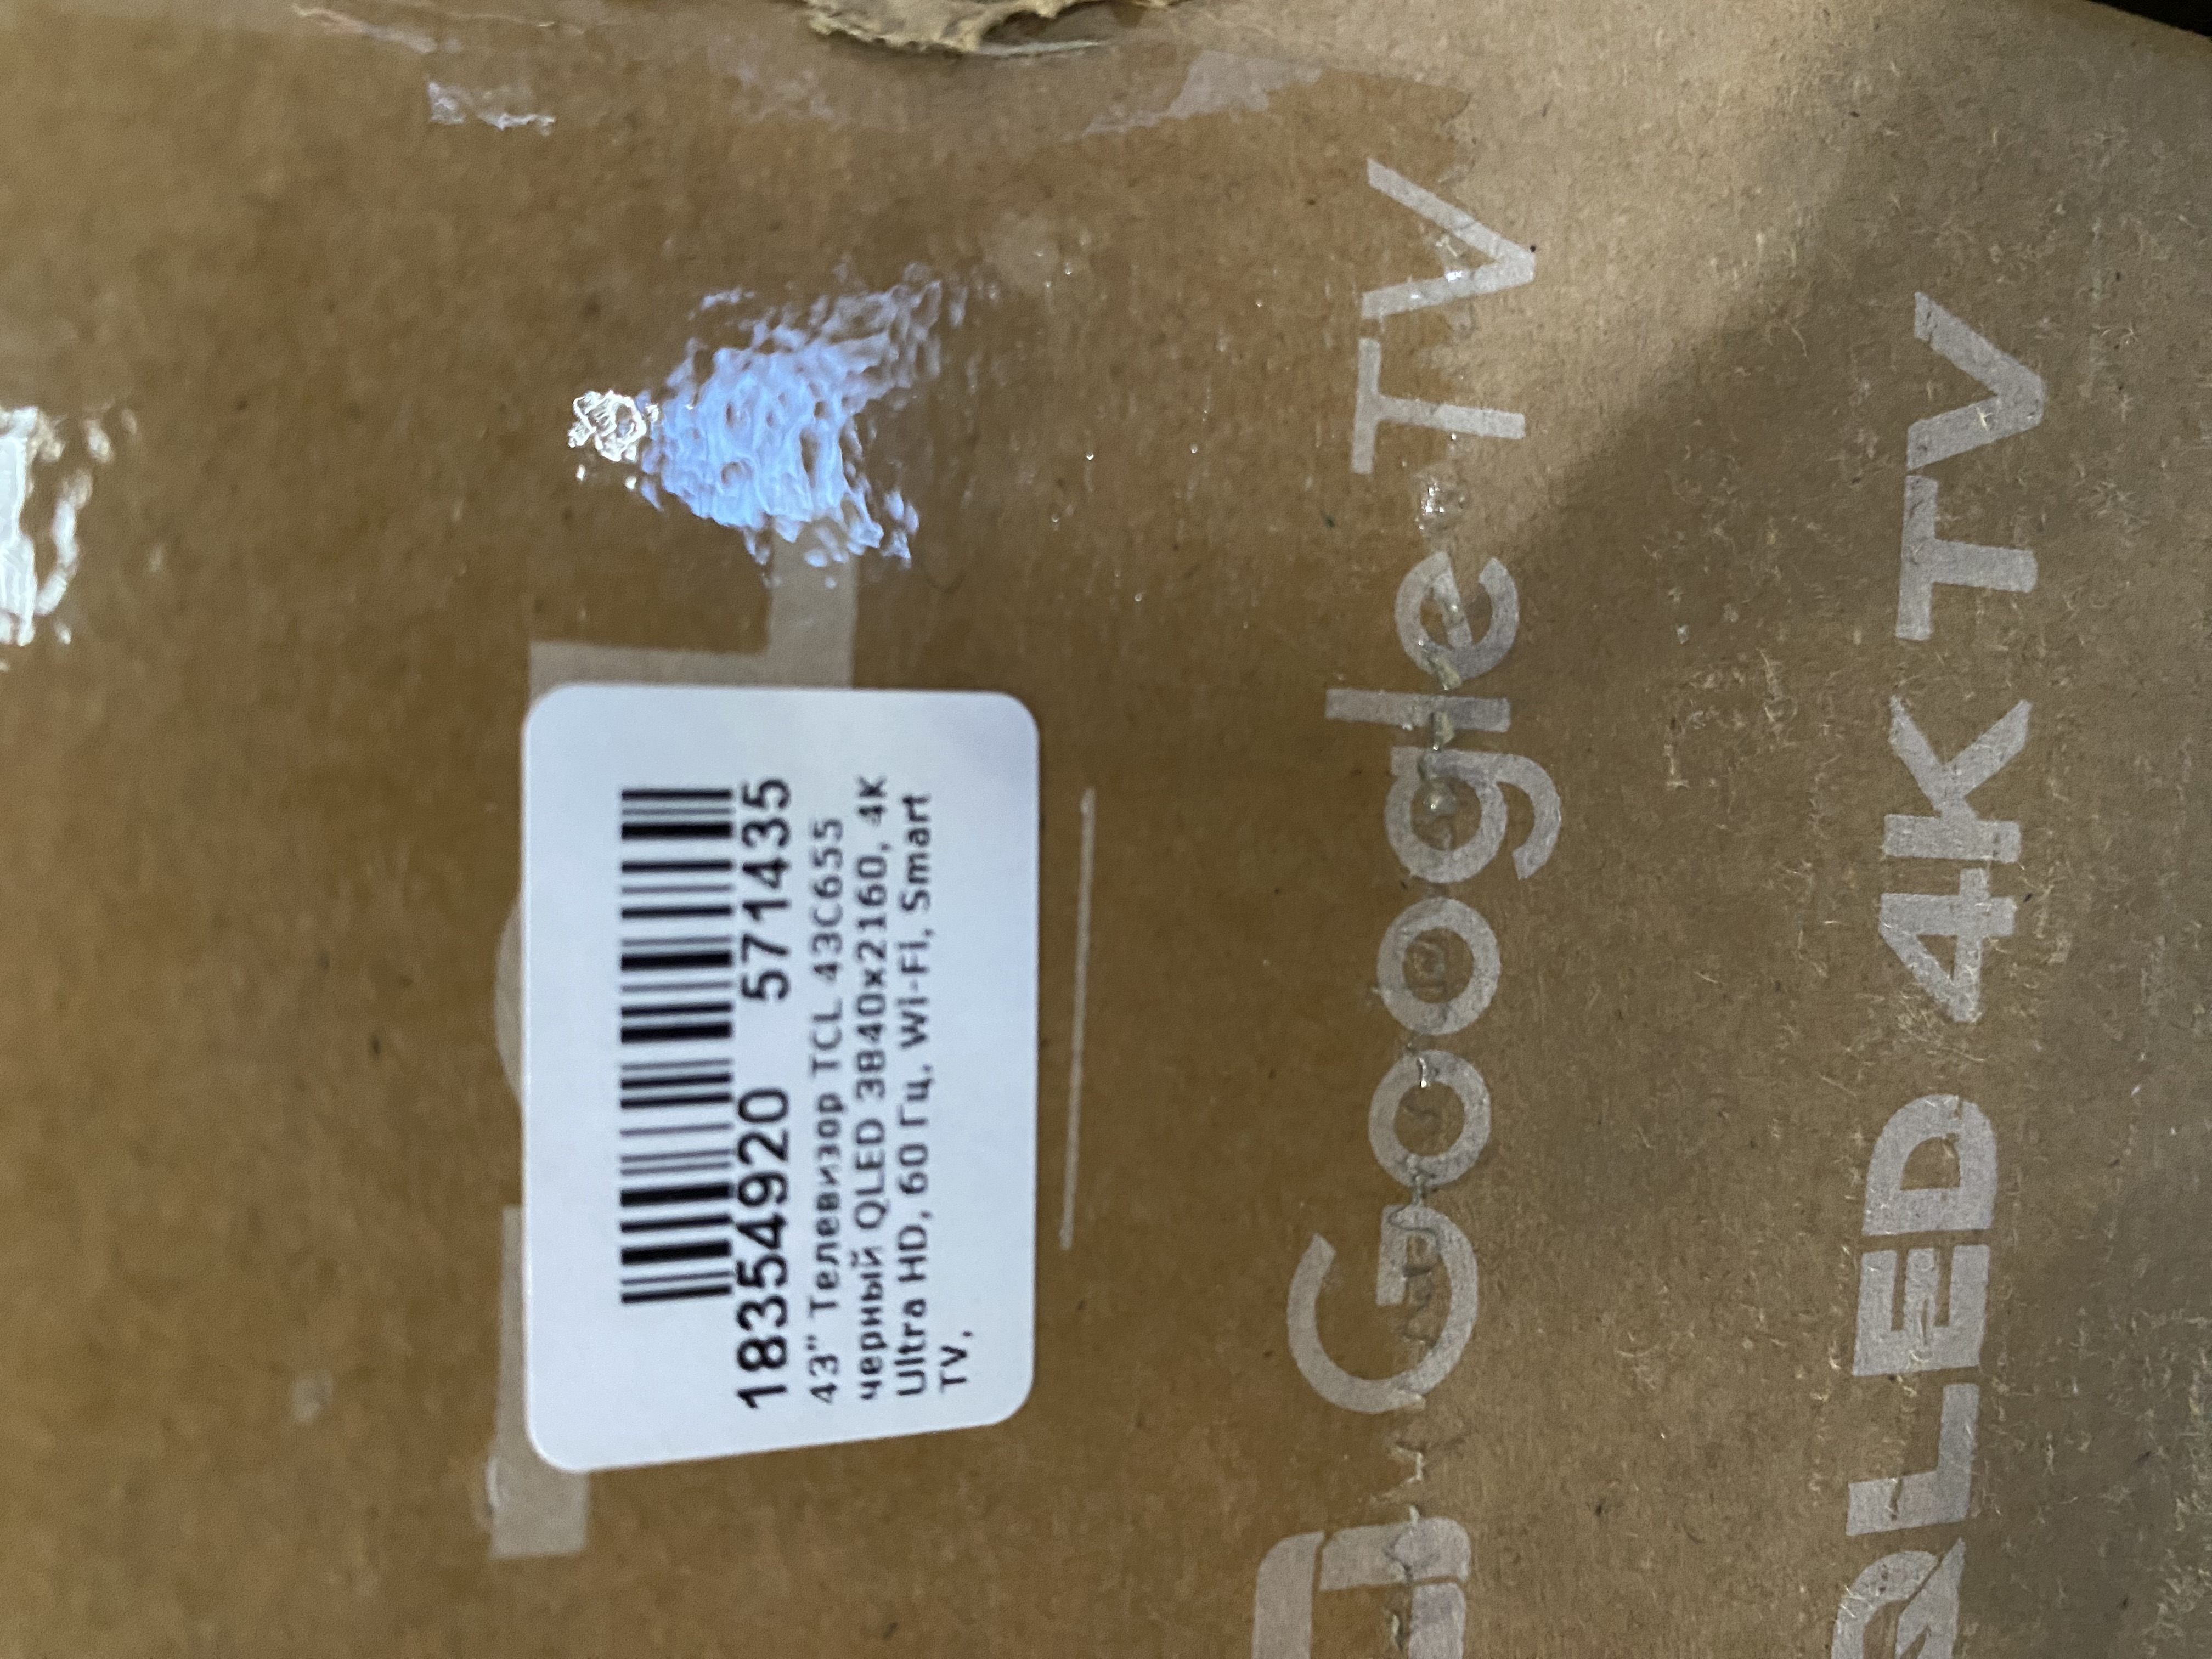 18354920 571435
43" Телевизор TCL 43C655
черный QLED 3840x2160, 4K
Ultra HD, 60 Гц, Wi-Fi, Smart
TV,
Google TV
QLED 4K TV